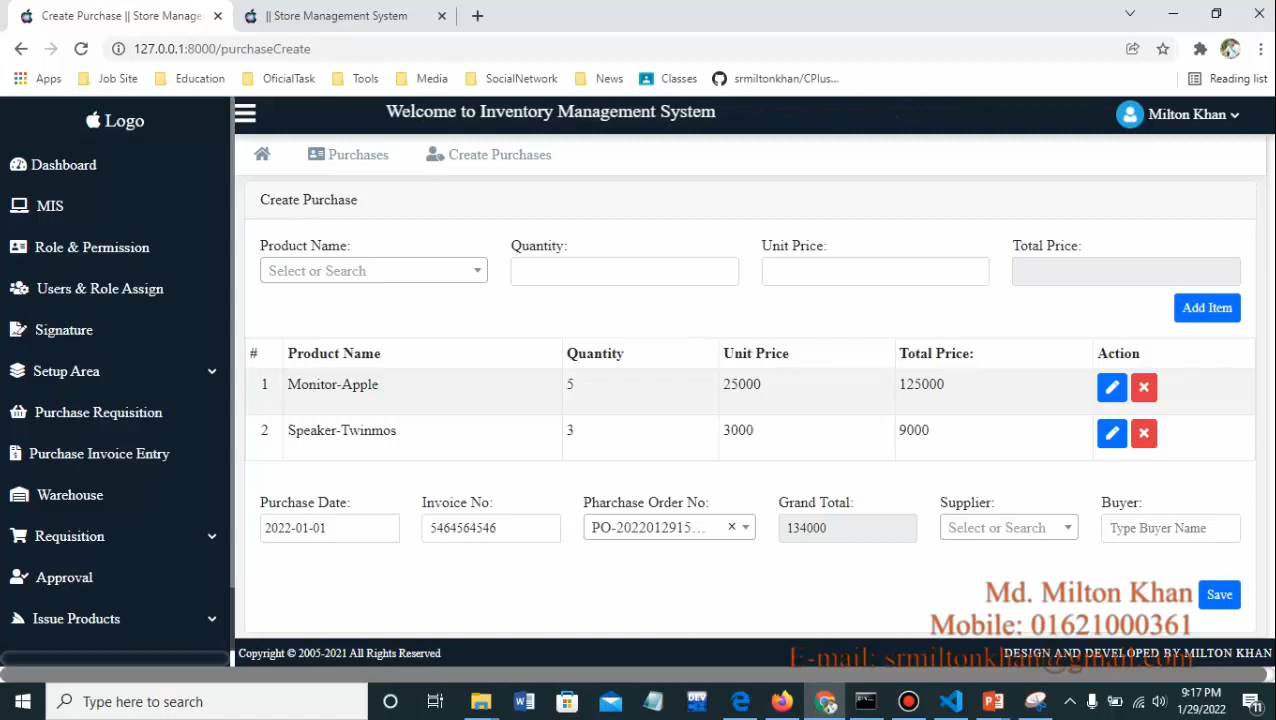 Create Purchase || Store Manage
|| Store Management System
127.0.0.1:8000/purchaseCreate
Apps Job Site Education OficialTask Tools Media SocialNetwork News Classes srmiltonkhan/CPlus... Reading list
Logo
Welcome to Inventory Management System
Milton Khan
Dashboard
MIS
Role & Permission
Users & Role Assign
Signature
Setup Area
Purchase Requisition
Purchase Invoice Entry
Warehouse
Requisition
Approval
Issue Products
Purchases Create Purchases
Create Purchase
Product Name: Quantity: Unit Price: Total Price:
Select or Search
Add Item
# Product Name Quantity Unit Price Total Price: Action
1 Monitor-Apple 5 25000 125000
2 Speaker-Twinmos 3 3000 9000
Purchase Date: Invoice No: Pharchase Order No: Grand Total: Supplier: Buyer:
2022-01-01 5464564546 PO-2022012915... × 134000 Select or Search Type Buyer Name
Md. Milton Khan Save
Mobile: 01621000361
E-mail: srmiltonkhan@gmail.com
Copyright © 2005-2021 All Rights Reserved DESIGN AND DEVELOPED BY MILTON KHAN
Type here to search
DEV
9:17 PM
1/29/2022
11